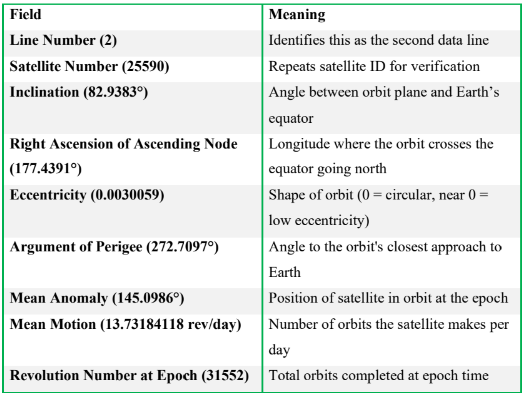 Field Meaning
Line Number (2) Identifies this as the second data line
Satellite Number (25590) Repeats satellite ID for verification
Inclination (82.9383°) Angle between orbit plane and Earth's
equator
Right Ascension of Ascending Node Longitude where the orbit crosses the
(177.4391°) equator going north
Eccentricity (0.0030059) Shape of orbit (0 = circular, near 0 =
low eccentricity)
Argument of Perigee (272.7097°) Angle to the orbit's closest approach to
Earth
Mean Anomaly (145.0986°) Position of satellite in orbit at the epoch
Mean Motion (13.73184118 rev/day) Number of orbits the satellite makes per
day
Revolution Number at Epoch (31552) Total orbits completed at epoch time